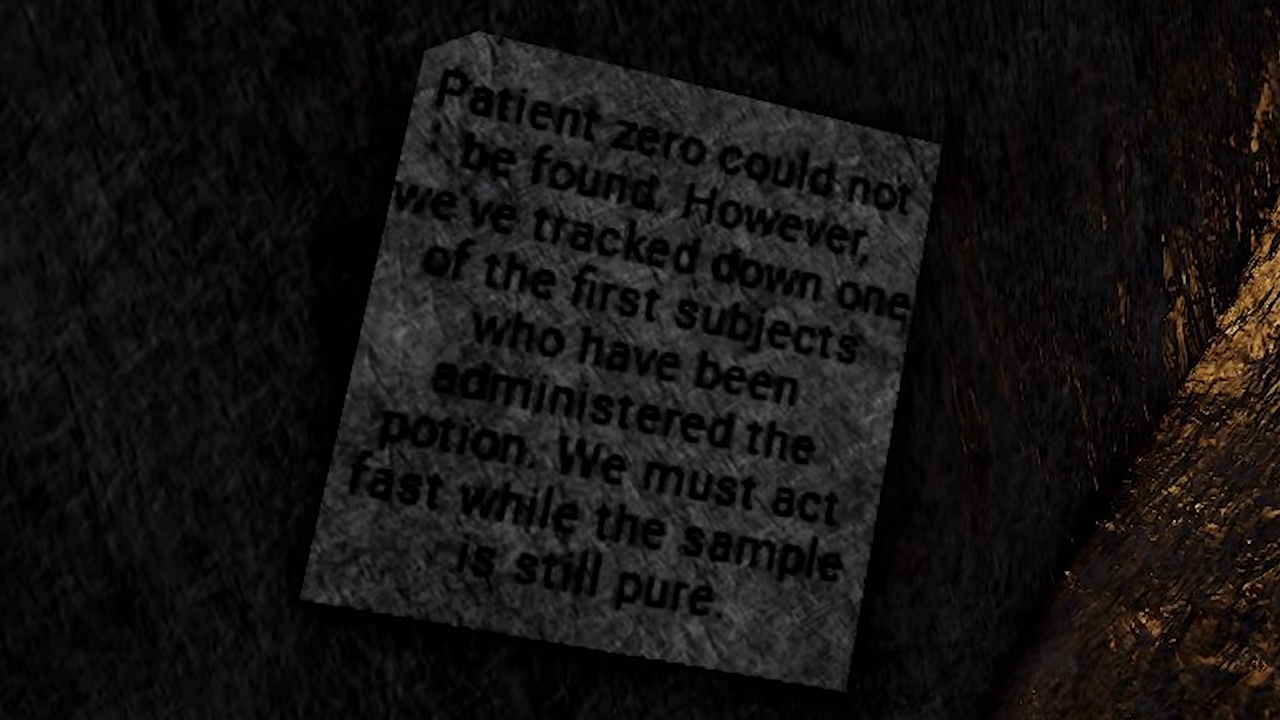 Patient zero could not
be found. However,
we've tracked down one
of the first subjects
who have been
administered the
potion. We must act
fast while the sample
is still pure.